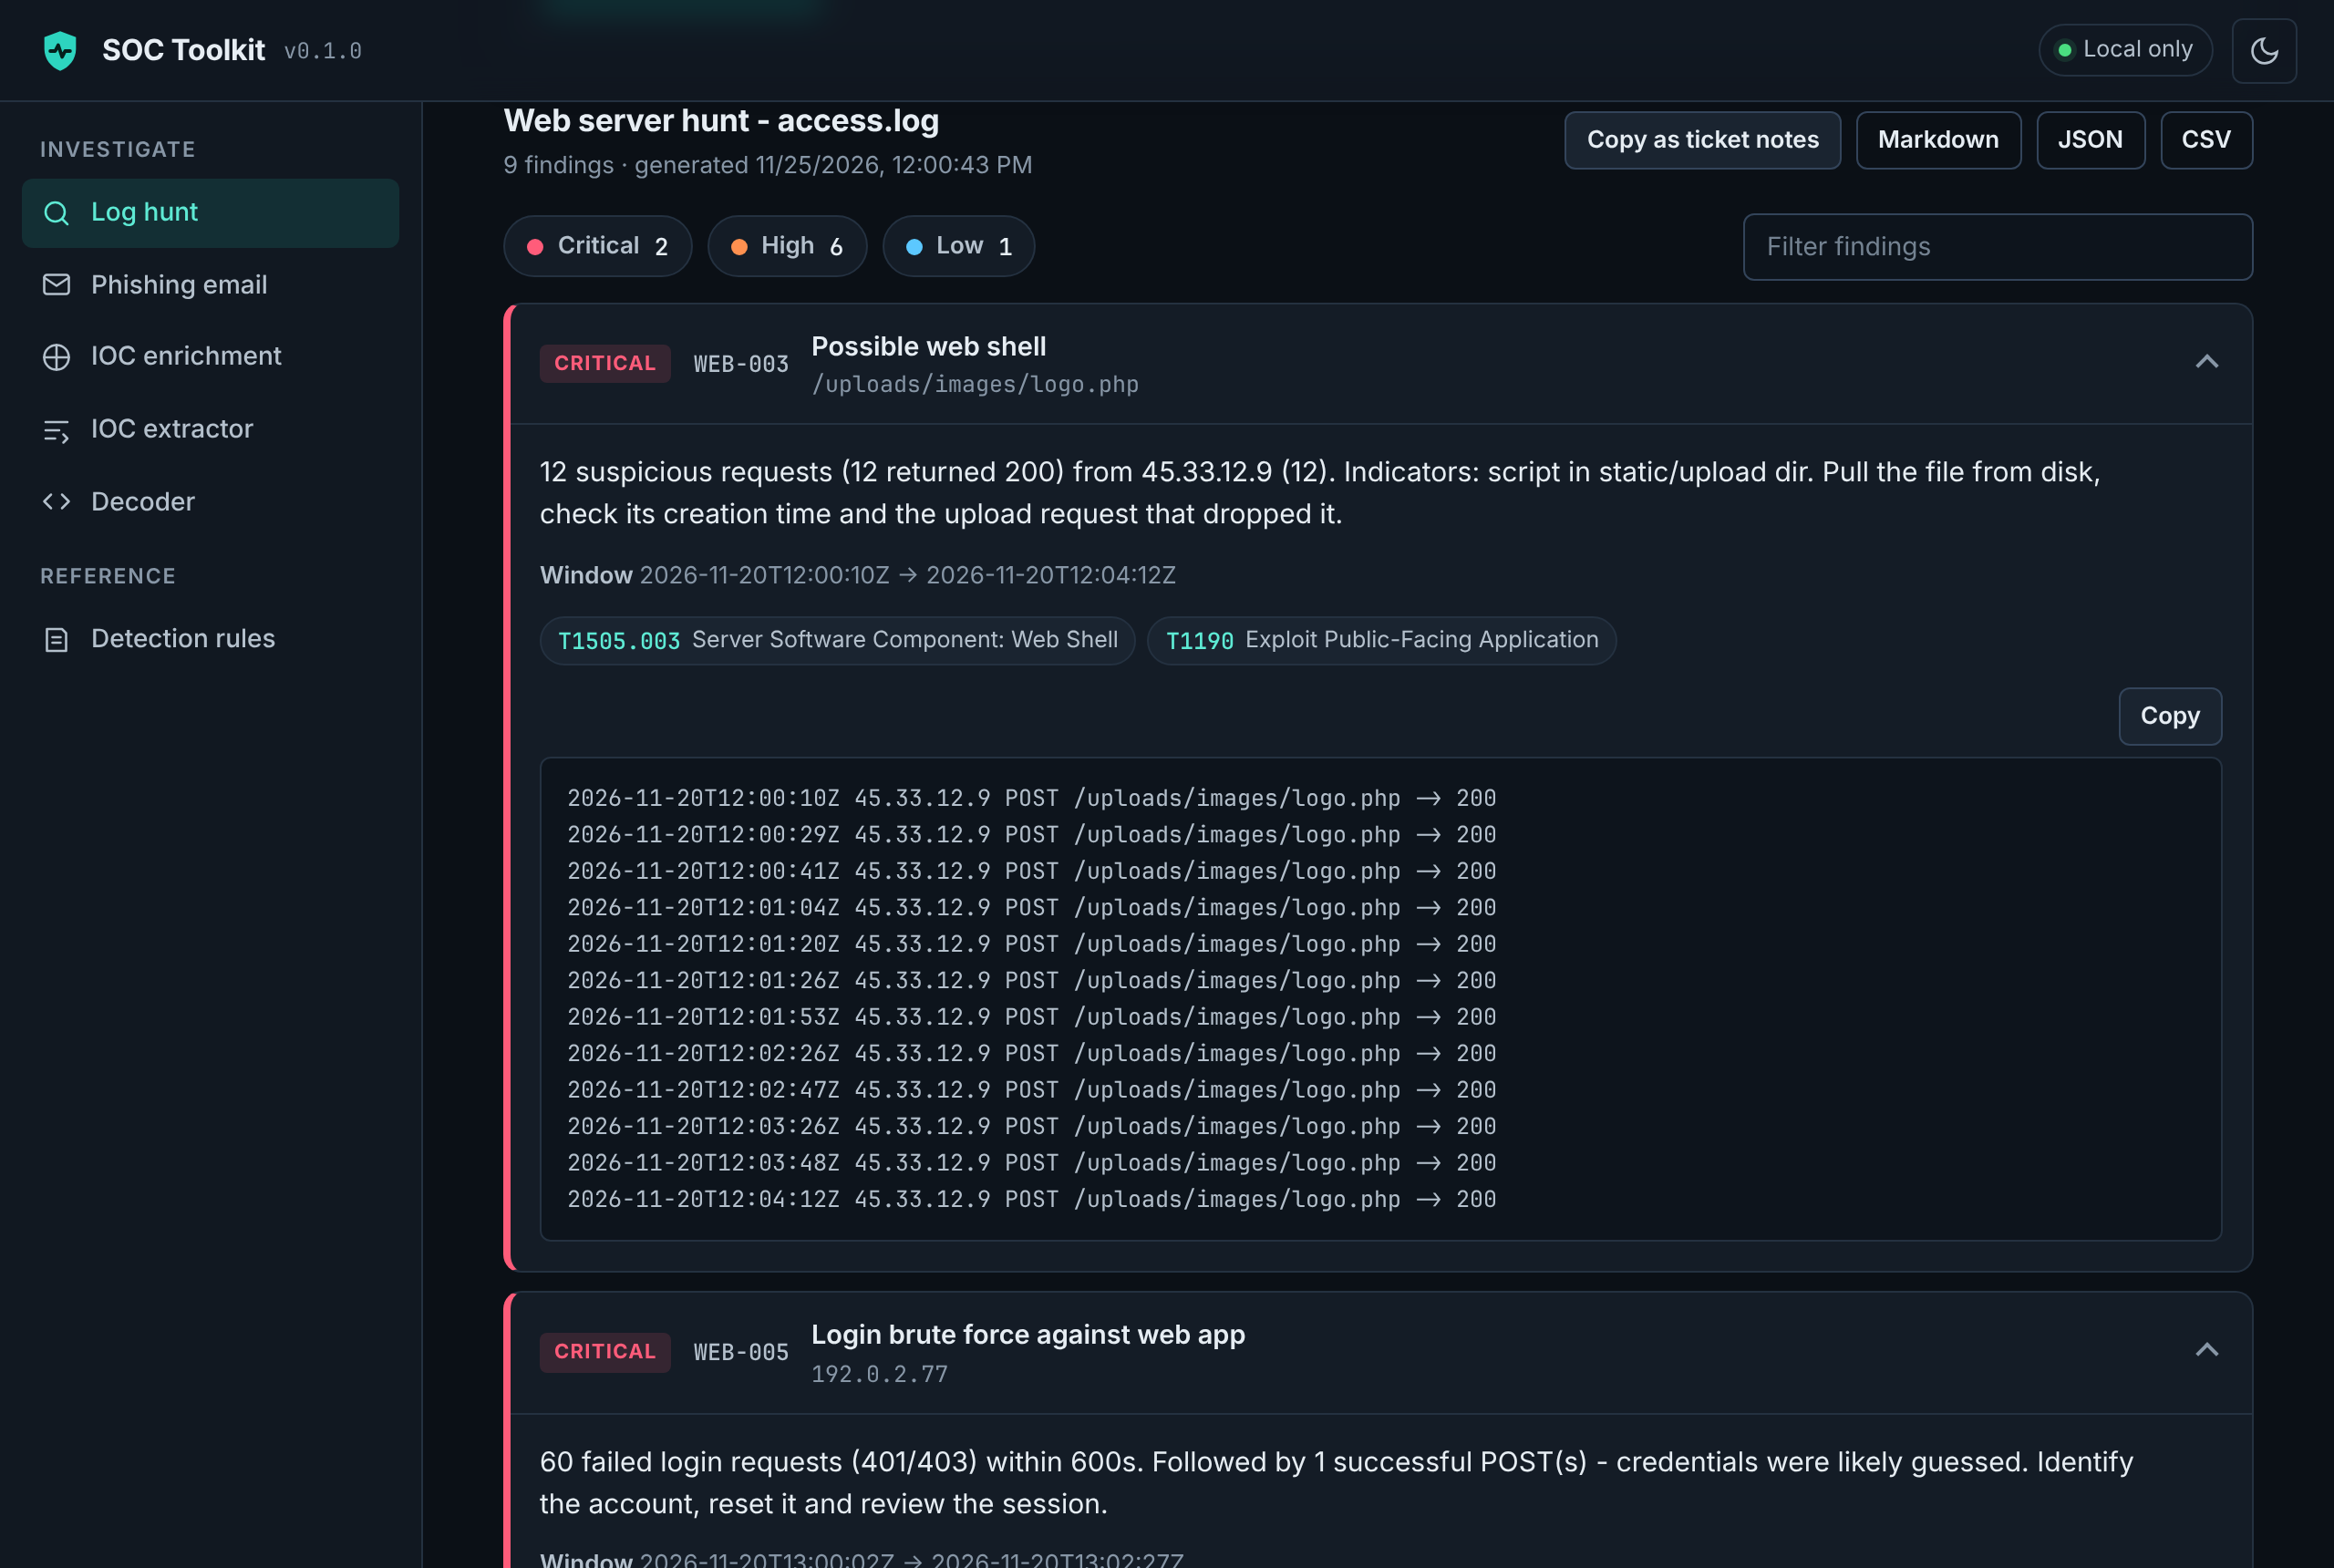 SOC Toolkit v0.1.0
Local only
INVESTIGATE
Log hunt
Phishing email
IOC enrichment
IOC extractor
Decoder
REFERENCE
Detection rules
Web server hunt - access.log
9 findings · generated 11/25/2026, 12:00:43 PM
Copy as ticket notes
Markdown
JSON
CSV
Critical 2
High 6
Low 1
Filter findings
CRITICAL WEB-003 Possible web shell
/uploads/images/logo.php
12 suspicious requests (12 returned 200) from 45.33.12.9 (12). Indicators: script in static/upload dir. Pull the file from disk,
check its creation time and the upload request that dropped it.
Window 2026-11-20T12:00:10Z → 2026-11-20T12:04:12Z
T1505.003 Server Software Component: Web Shell
T1190 Exploit Public-Facing Application
Copy
2026-11-20T12:00:10Z 45.33.12.9 POST /uploads/images/logo.php → 200
2026-11-20T12:00:29Z 45.33.12.9 POST /uploads/images/logo.php → 200
2026-11-20T12:00:41Z 45.33.12.9 POST /uploads/images/logo.php → 200
2026-11-20T12:01:04Z 45.33.12.9 POST /uploads/images/logo.php → 200
2026-11-20T12:01:20Z 45.33.12.9 POST /uploads/images/logo.php → 200
2026-11-20T12:01:26Z 45.33.12.9 POST /uploads/images/logo.php → 200
2026-11-20T12:01:53Z 45.33.12.9 POST /uploads/images/logo.php → 200
2026-11-20T12:02:26Z 45.33.12.9 POST /uploads/images/logo.php → 200
2026-11-20T12:02:47Z 45.33.12.9 POST /uploads/images/logo.php → 200
2026-11-20T12:03:26Z 45.33.12.9 POST /uploads/images/logo.php → 200
2026-11-20T12:03:48Z 45.33.12.9 POST /uploads/images/logo.php → 200
2026-11-20T12:04:12Z 45.33.12.9 POST /uploads/images/logo.php → 200
CRITICAL WEB-005 Login brute force against web app
192.0.2.77
60 failed login requests (401/403) within 600s. Followed by 1 successful POST(s) - credentials were likely guessed. Identify
the account, reset it and review the session.
Window 2026-11-20T13:00:02Z → 2026-11-20T13:02:27Z